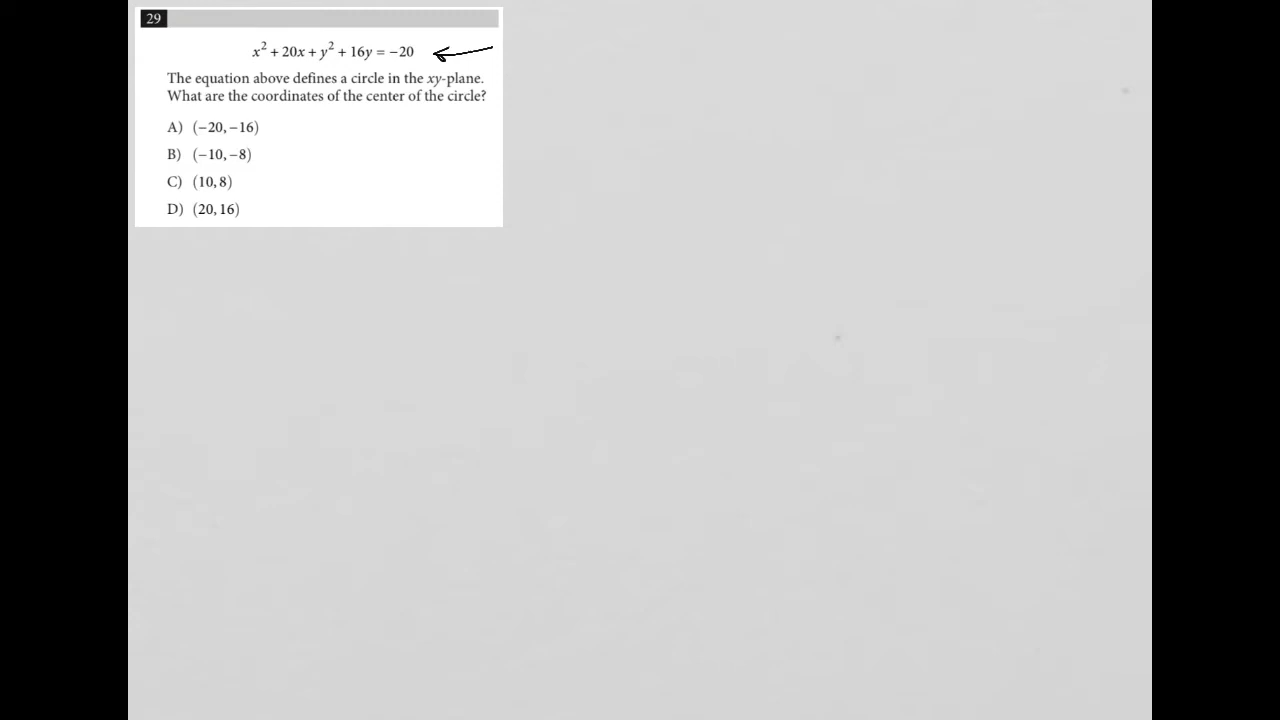 29
x² + 20x + y² + 16y = −20
The equation above defines a circle in the xy-plane.
What are the coordinates of the center of the circle?
A) (−20, −16)
B) (−10, −8)
C) (10, 8)
D) (20, 16)